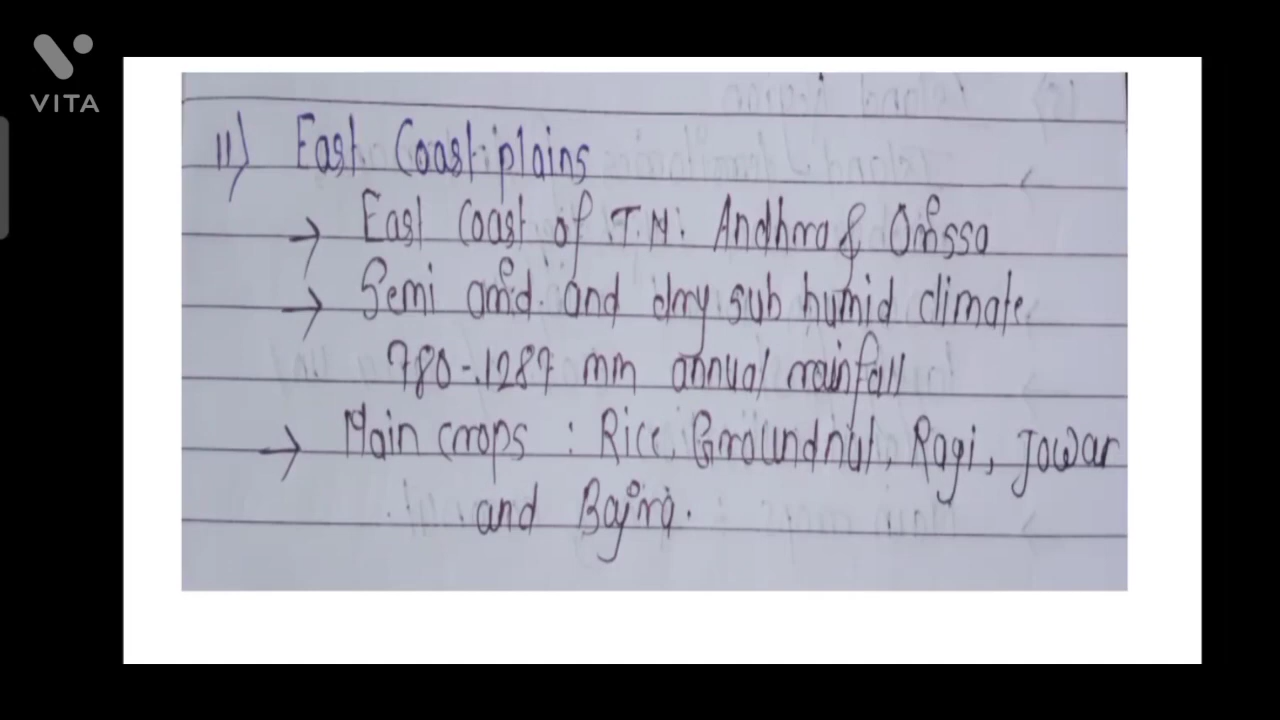 VITA
11) East Coast plains
→ East Coast of T.N. Andhra & Orissa
→ Semi arid and dry sub humid climate
780-1287 mm annual rainfall
→ Main crops : Rice, Groundnut, Ragi, Jowar
and Bajra.